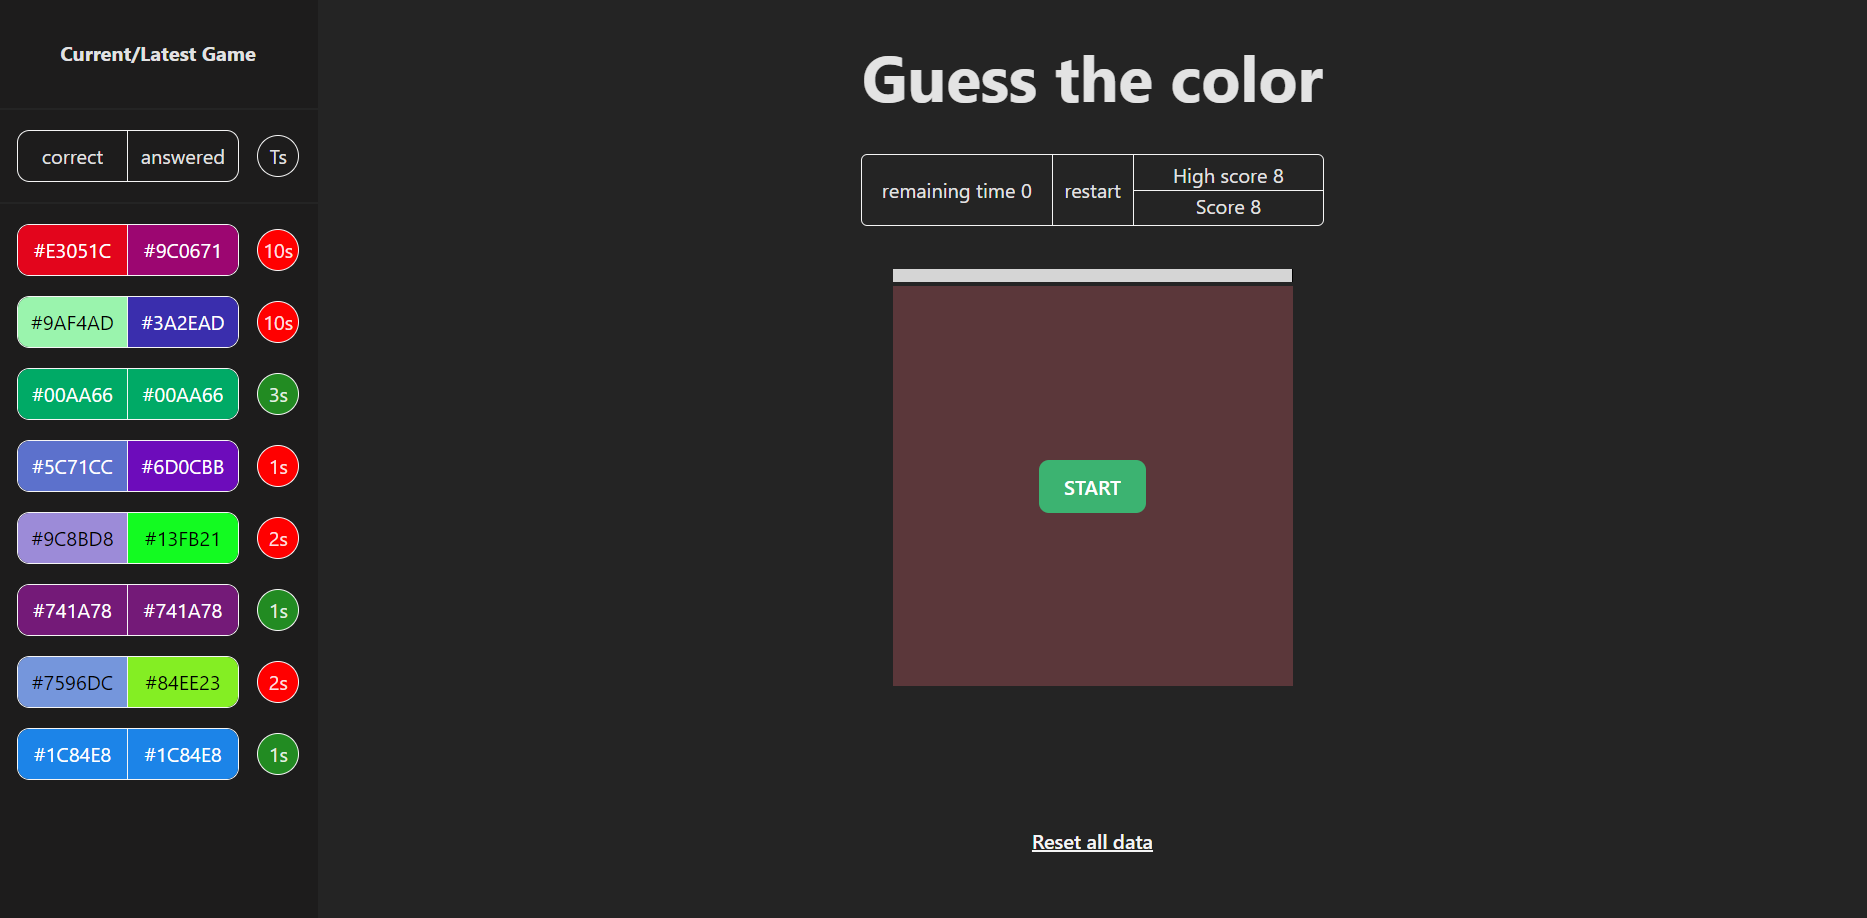 Current/Latest Game
correct answered Ts
#E3051C #9C0671 10s
#9AF4AD #3A2EAD 10s
#00AA66 #00AA66 3s
#5C71CC #6D0CBB 1s
#9C8BD8 #13FB21 2s
#741A78 #741A78 1s
#7596DC #84EE23 2s
#1C84E8 #1C84E8 1s
Guess the color
remaining time 0
restart
High score 8
Score 8
START
Reset all data